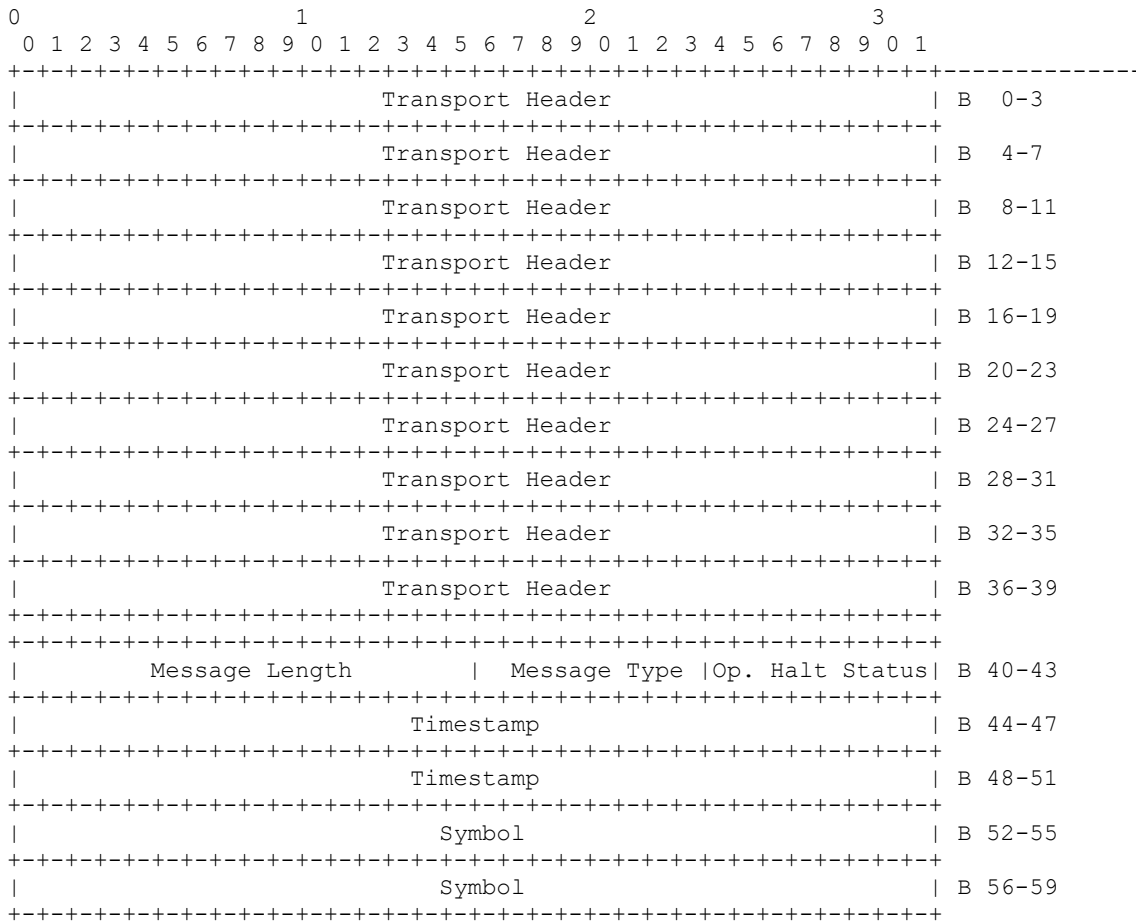 0                   1                   2                   3
 0 1 2 3 4 5 6 7 8 9 0 1 2 3 4 5 6 7 8 9 0 1 2 3 4 5 6 7 8 9 0 1
+-+-+-+-+-+-+-+-+-+-+-+-+-+-+-+-+-+-+-+-+-+-+-+-+-+-+-+-+-+-+-+-+--------------
|                         Transport Header                      | B  0-3
+-+-+-+-+-+-+-+-+-+-+-+-+-+-+-+-+-+-+-+-+-+-+-+-+-+-+-+-+-+-+-+-+
|                         Transport Header                      | B  4-7
+-+-+-+-+-+-+-+-+-+-+-+-+-+-+-+-+-+-+-+-+-+-+-+-+-+-+-+-+-+-+-+-+
|                         Transport Header                      | B  8-11
+-+-+-+-+-+-+-+-+-+-+-+-+-+-+-+-+-+-+-+-+-+-+-+-+-+-+-+-+-+-+-+-+
|                         Transport Header                      | B 12-15
+-+-+-+-+-+-+-+-+-+-+-+-+-+-+-+-+-+-+-+-+-+-+-+-+-+-+-+-+-+-+-+-+
|                         Transport Header                      | B 16-19
+-+-+-+-+-+-+-+-+-+-+-+-+-+-+-+-+-+-+-+-+-+-+-+-+-+-+-+-+-+-+-+-+
|                         Transport Header                      | B 20-23
+-+-+-+-+-+-+-+-+-+-+-+-+-+-+-+-+-+-+-+-+-+-+-+-+-+-+-+-+-+-+-+-+
|                         Transport Header                      | B 24-27
+-+-+-+-+-+-+-+-+-+-+-+-+-+-+-+-+-+-+-+-+-+-+-+-+-+-+-+-+-+-+-+-+
|                         Transport Header                      | B 28-31
+-+-+-+-+-+-+-+-+-+-+-+-+-+-+-+-+-+-+-+-+-+-+-+-+-+-+-+-+-+-+-+-+
|                         Transport Header                      | B 32-35
+-+-+-+-+-+-+-+-+-+-+-+-+-+-+-+-+-+-+-+-+-+-+-+-+-+-+-+-+-+-+-+-+
|                         Transport Header                      | B 36-39
+-+-+-+-+-+-+-+-+-+-+-+-+-+-+-+-+-+-+-+-+-+-+-+-+-+-+-+-+-+-+-+-+
+-+-+-+-+-+-+-+-+-+-+-+-+-+-+-+-+-+-+-+-+-+-+-+-+-+-+-+-+-+-+-+-+
|         Message Length        |  Message Type |Op. Halt Status| B 40-43
+-+-+-+-+-+-+-+-+-+-+-+-+-+-+-+-+-+-+-+-+-+-+-+-+-+-+-+-+-+-+-+-+
|                           Timestamp                           | B 44-47
+-+-+-+-+-+-+-+-+-+-+-+-+-+-+-+-+-+-+-+-+-+-+-+-+-+-+-+-+-+-+-+-+
|                           Timestamp                           | B 48-51
+-+-+-+-+-+-+-+-+-+-+-+-+-+-+-+-+-+-+-+-+-+-+-+-+-+-+-+-+-+-+-+-+
|                             Symbol                            | B 52-55
+-+-+-+-+-+-+-+-+-+-+-+-+-+-+-+-+-+-+-+-+-+-+-+-+-+-+-+-+-+-+-+-+
|                             Symbol                            | B 56-59
+-+-+-+-+-+-+-+-+-+-+-+-+-+-+-+-+-+-+-+-+-+-+-+-+-+-+-+-+-+-+-+-+